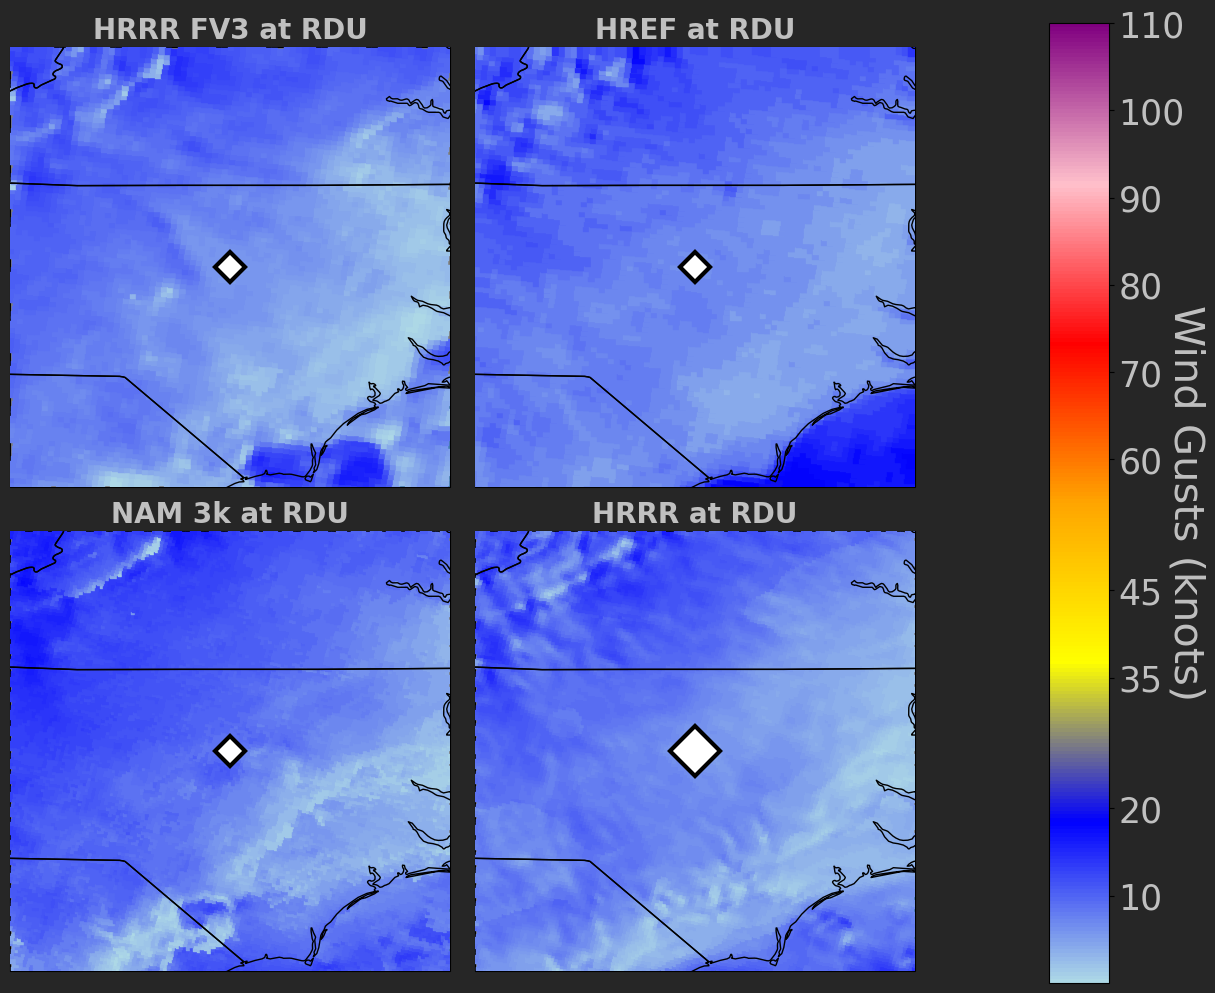 HRRR FV3 at RDU
HREF at RDU
NAM 3k at RDU
HRRR at RDU
110
100
90
80
70
60
45
35
20
10
Wind Gusts (knots)